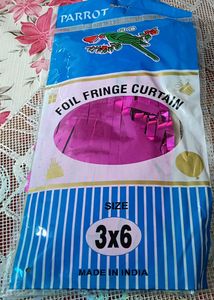 PARROT
FOIL FRINGE CURTAIN
SIZE
3x6
MADE IN INDIA